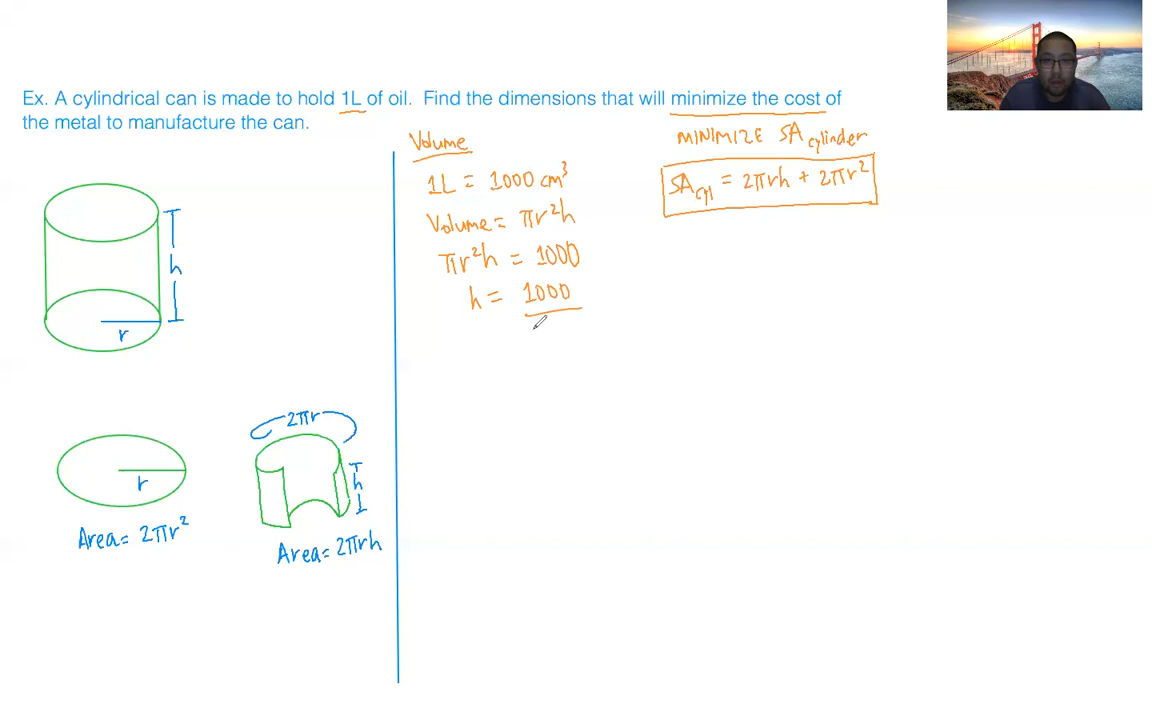 Ex. A cylindrical can is made to hold 1L of oil. Find the dimensions that will minimize the cost of
the metal to manufacture the can.
Volume
1L = 1000 cm³
Volume = πr²h
πr²h = 1000
h = 1000
MINIMIZE SA cylinder
SA cyl = 2πrh + 2πr²
h
r
r
Area = 2πr²
2πr
h
Area = 2πrh